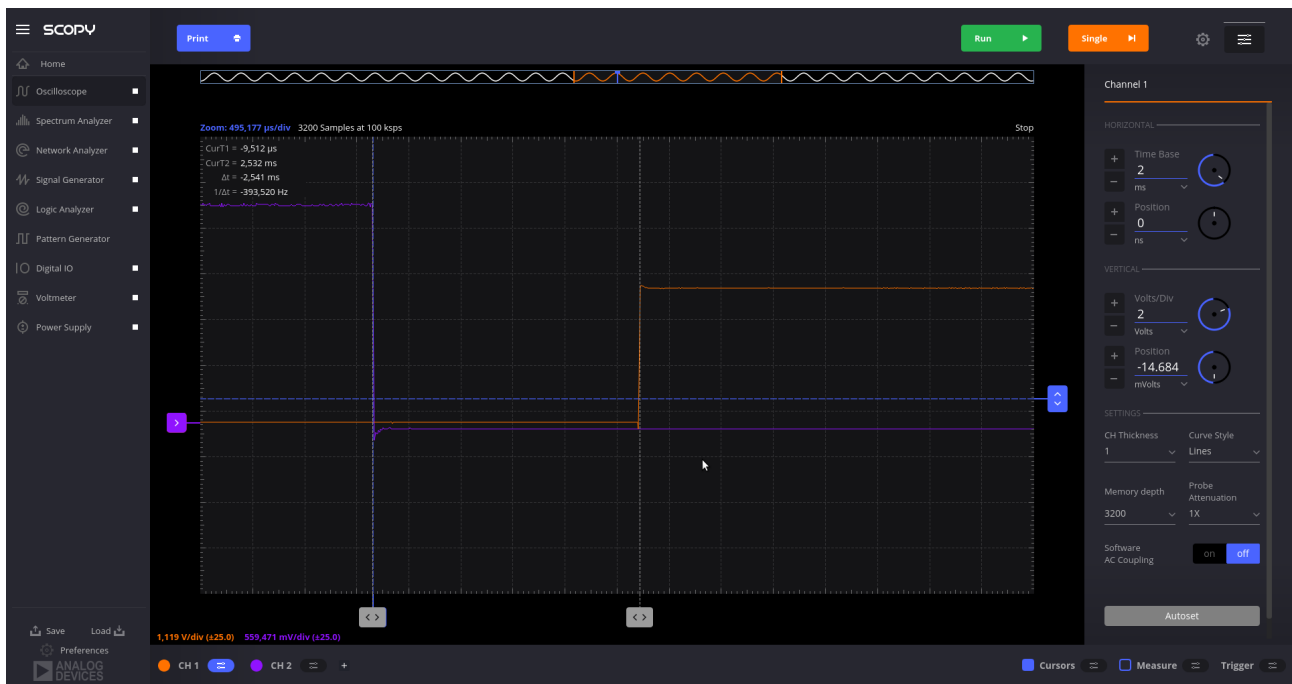 SCOPY
Print
Run
Single
Home
Oscilloscope
Spectrum Analyzer
Network Analyzer
Signal Generator
Logic Analyzer
Pattern Generator
Digital IO
Voltmeter
Power Supply
Save Load
Preferences
ANALOG
DEVICES
Zoom: 495,177 µs/div 3200 Samples at 100 ksps Stop
CurT1 = -9,512 µs
CurT2 = 2,532 ms
Δt = -2,541 ms
1/Δt = -393,520 Hz
1,119 V/div (±25.0) 559,471 mV/div (±25.0)
CH 1 CH 2 +
Cursors Measure Trigger
Channel 1
HORIZONTAL
Time Base
2
ms
Position
0
ns
VERTICAL
Volts/Div
2
Volts
Position
-14.684
mVolts
SETTINGS
CH Thickness Curve Style
1 Lines
Memory depth Probe Attenuation
3200 1X
Software
AC Coupling
on off
Autoset